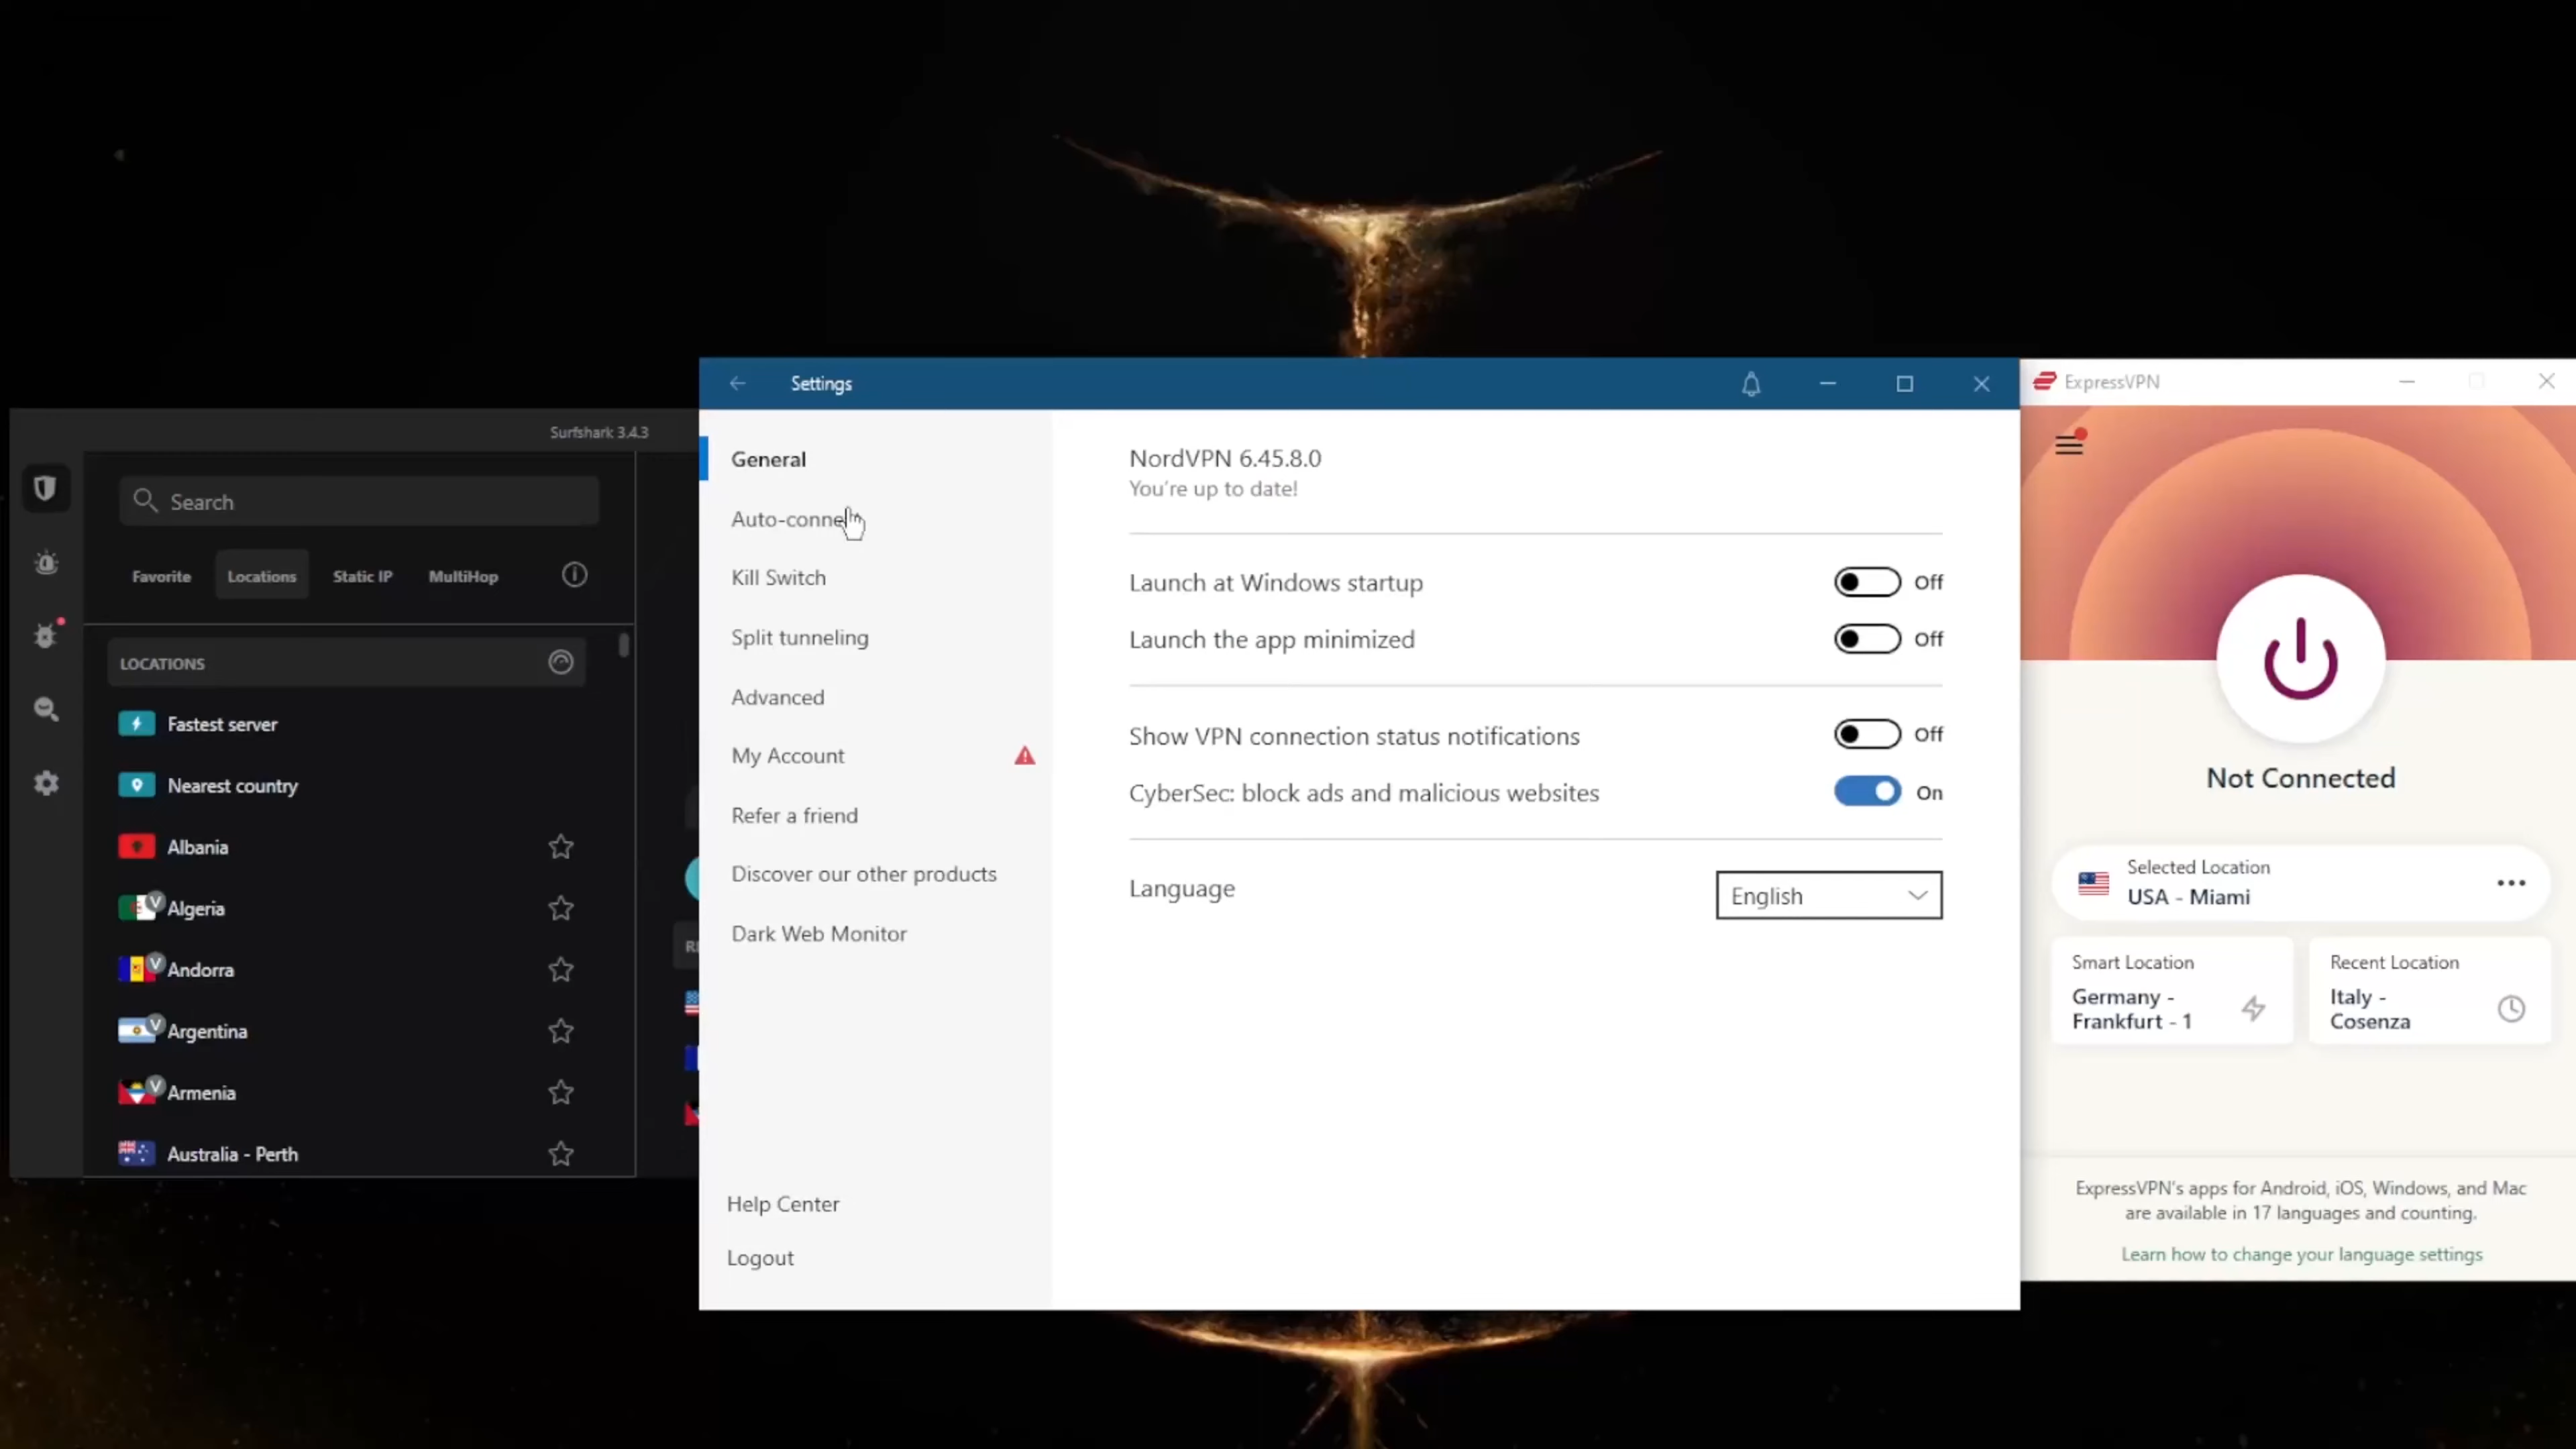 Surfshark 3.4.3
Search
Favorite
Locations
Static IP
MultiHop
LOCATIONS
Fastest server
Nearest country
Albania
V
Algeria
V
Andorra
V
Argentina
V
Armenia
Australia - Perth
Settings
General
Auto-connect
Kill Switch
Split tunneling
Advanced
My Account
Refer a friend
Discover our other products
Dark Web Monitor
Help Center
Logout
NordVPN 6.45.8.0
You're up to date!
Launch at Windows startup
Off
Launch the app minimized
Off
Show VPN connection status notifications
Off
CyberSec: block ads and malicious websites
On
Language
English
ExpressVPN
Not Connected
Selected Location
USA - Miami
Smart Location
Germany -
Frankfurt - 1
Recent Location
Italy -
Cosenza
ExpressVPN's apps for Android, iOS, Windows, and Mac
are available in 17 languages and counting.
Learn how to change your language settings